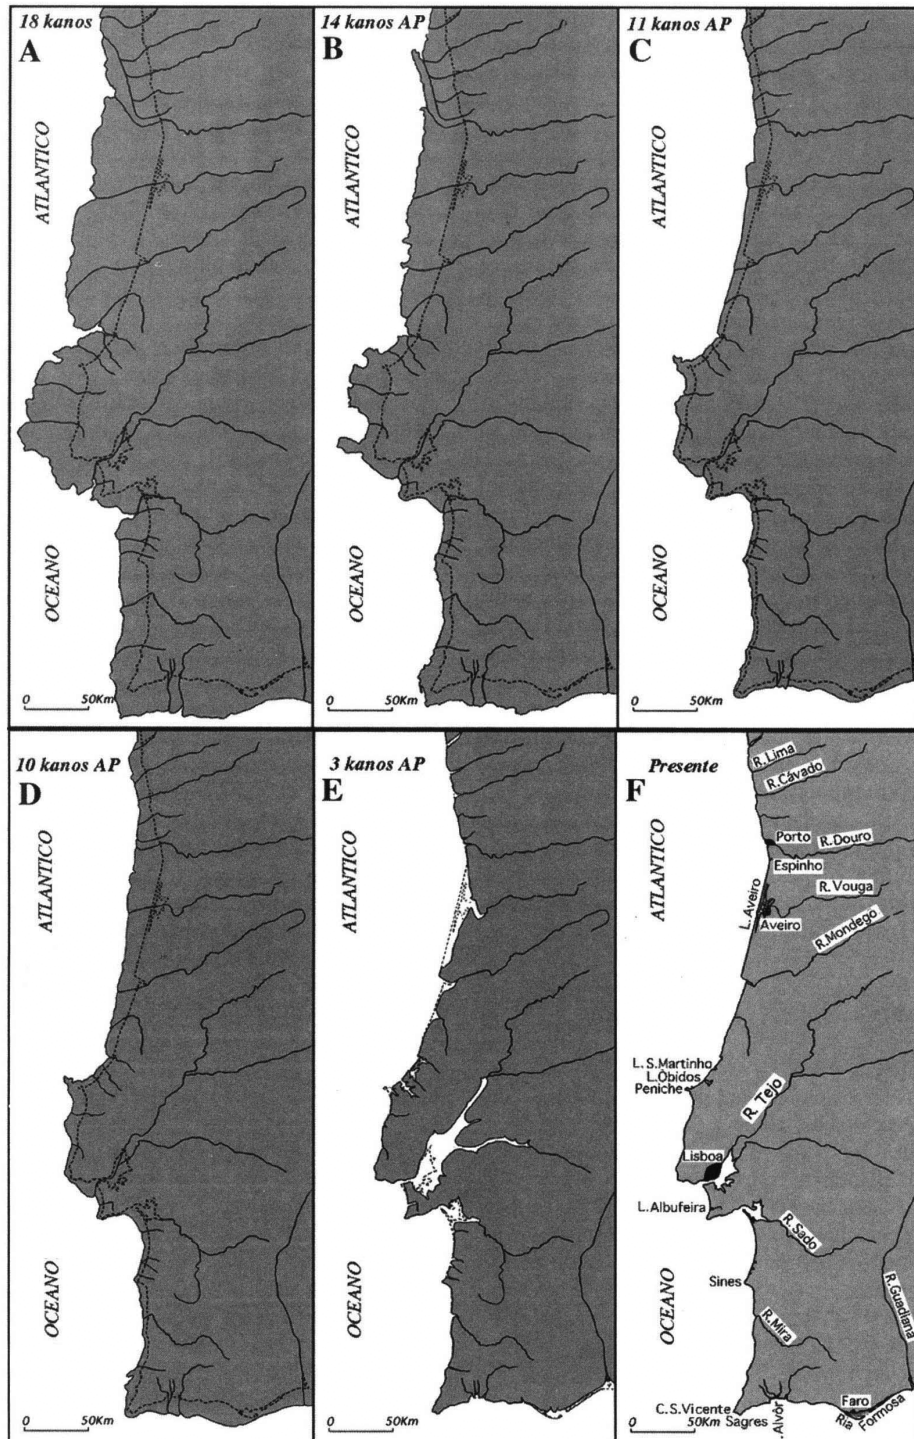 18 kanos AP
A
ATLANTICO
OCEANO
0 50Km
14 kanos AP
B
ATLANTICO
OCEANO
0 50Km
11 kanos AP
C
ATLANTICO
OCEANO
0 50Km
10 kanos AP
D
ATLANTICO
OCEANO
0 50Km
3 kanos AP
E
ATLANTICO
OCEANO
0 50Km
Presente
F
R.Lima
R.Cávado
Porto
R.Douro
Espinho
ATLANTICO
L. Aveiro
R.Vouga
Aveiro
R.Mondego
L. S.Martinho
L.Óbidos
Peniche
R. Tejo
Lisboa
L.Albufeira
R.Sado
Sines
OCEANO
R.Guadiana
R.Mira
C.S.Vicente
Sagres
Alvôr
Faro
Ria Formosa
0 50Km